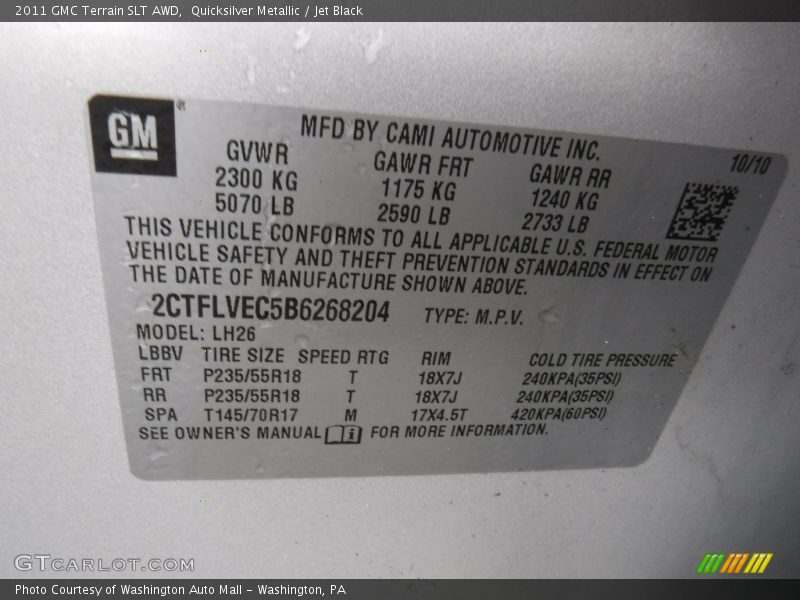 2011 GMC Terrain SLT AWD, Quicksilver Metallic / Jet Black
GM
MFD BY CAMI AUTOMOTIVE INC.
10/10
GVWR GAWR FRT GAWR RR
2300 KG 1175 KG 1240 KG
5070 LB 2590 LB 2733 LB
THIS VEHICLE CONFORMS TO ALL APPLICABLE U.S. FEDERAL MOTOR
VEHICLE SAFETY AND THEFT PREVENTION STANDARDS IN EFFECT ON
THE DATE OF MANUFACTURE SHOWN ABOVE.
2CTFLVEC5B6268204 TYPE: M.P.V.
MODEL: LH26
LBBV TIRE SIZE SPEED RTG RIM COLD TIRE PRESSURE
FRT P235/55R18 T 18X7J 240KPA(35PSI)
RR P235/55R18 T 18X7J 240KPA(35PSI)
SPA T145/70R17 M 17X4.5T 420KPA(60PSI)
SEE OWNER'S MANUAL FOR MORE INFORMATION.
GTCARLOT.COM
Photo Courtesy of Washington Auto Mall - Washington, PA